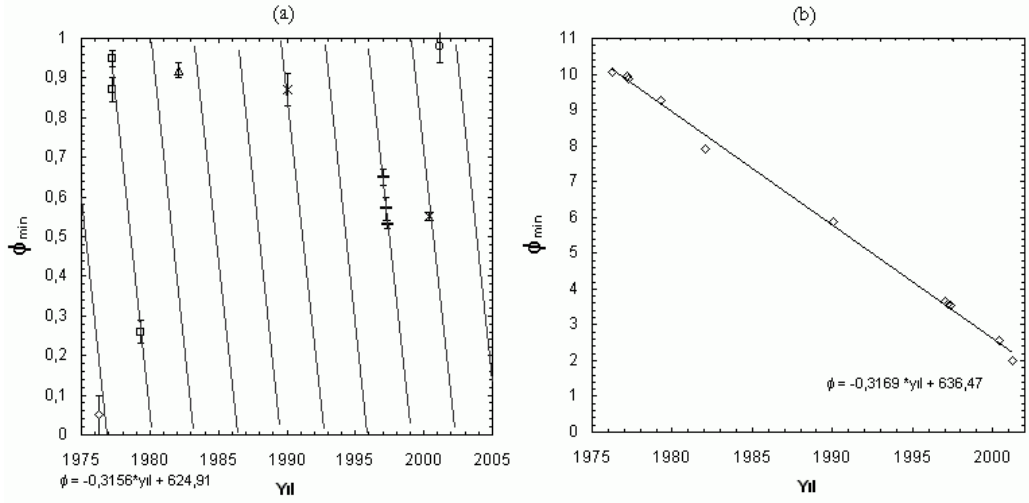 (a)
1
0,9
0,8
0,7
0,6
0,5
0,4
0,3
0,2
0,1
0
ϕmin
1975 1980 1985 1990 1995 2000 2005
ϕ = -0,3156*yıl + 624,91
Yıl
(b)
11
10
9
8
7
6
5
4
3
2
1
0
ϕmin
ϕ = -0,3169 *yıl + 636,47
1975 1980 1985 1990 1995 2000
Yıl